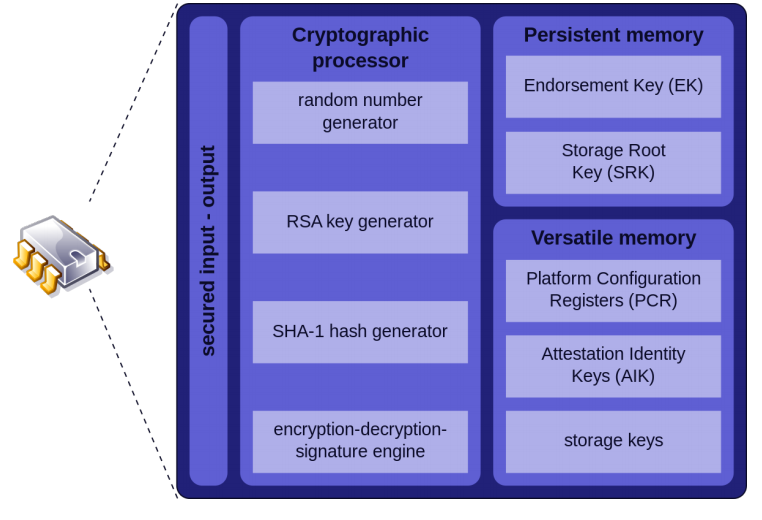 secured input - output
Cryptographic
processor
random number
generator
RSA key generator
SHA-1 hash generator
encryption-decryption-
signature engine
Persistent memory
Endorsement Key (EK)
Storage Root
Key (SRK)
Versatile memory
Platform Configuration
Registers (PCR)
Attestation Identity
Keys (AIK)
storage keys